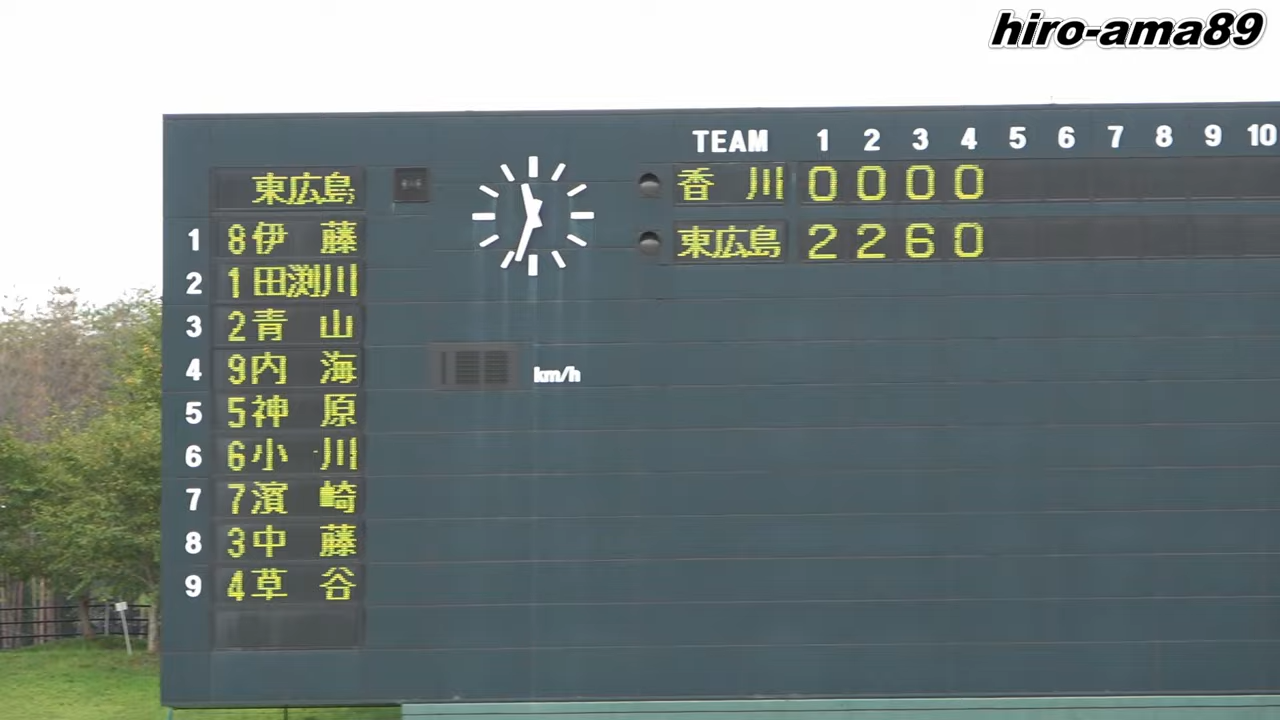 hiro-ama89
TEAM 1 2 3 4 5 6 7 8 9 10
香川 0 0 0 0
東広島 2 2 6 0
東広島
1 8 伊藤
2 1 田渕川
3 2 青山
4 9 内海
5 5 神原
6 6 小川
7 7 濱崎
8 3 中藤
9 4 草谷
km/h